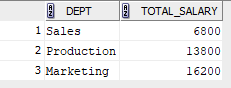 DEPT TOTAL_SALARY
1 Sales 6800
2 Production 13800
3 Marketing 16200